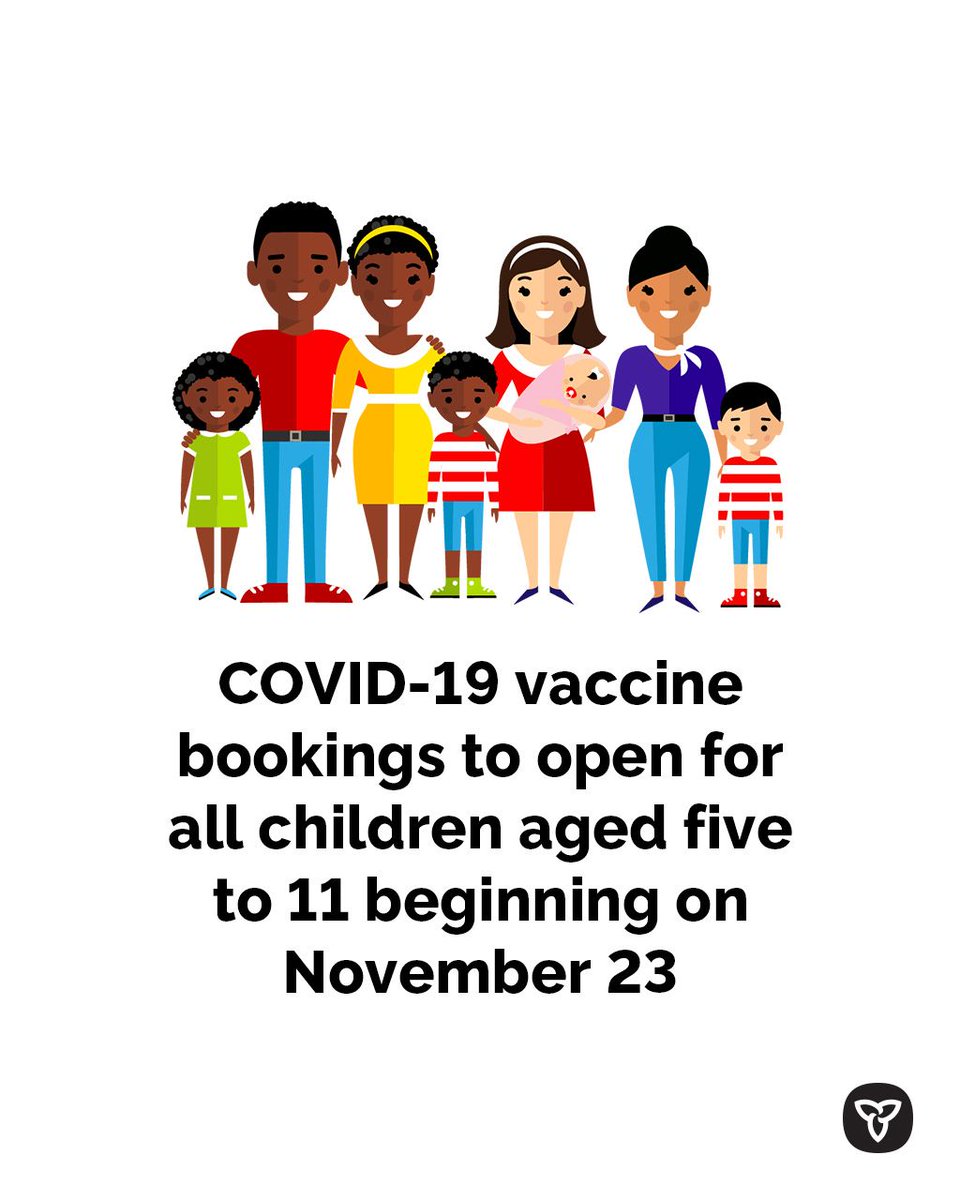 COVID-19 vaccine
bookings to open for
all children aged five
to 11 beginning on
November 23